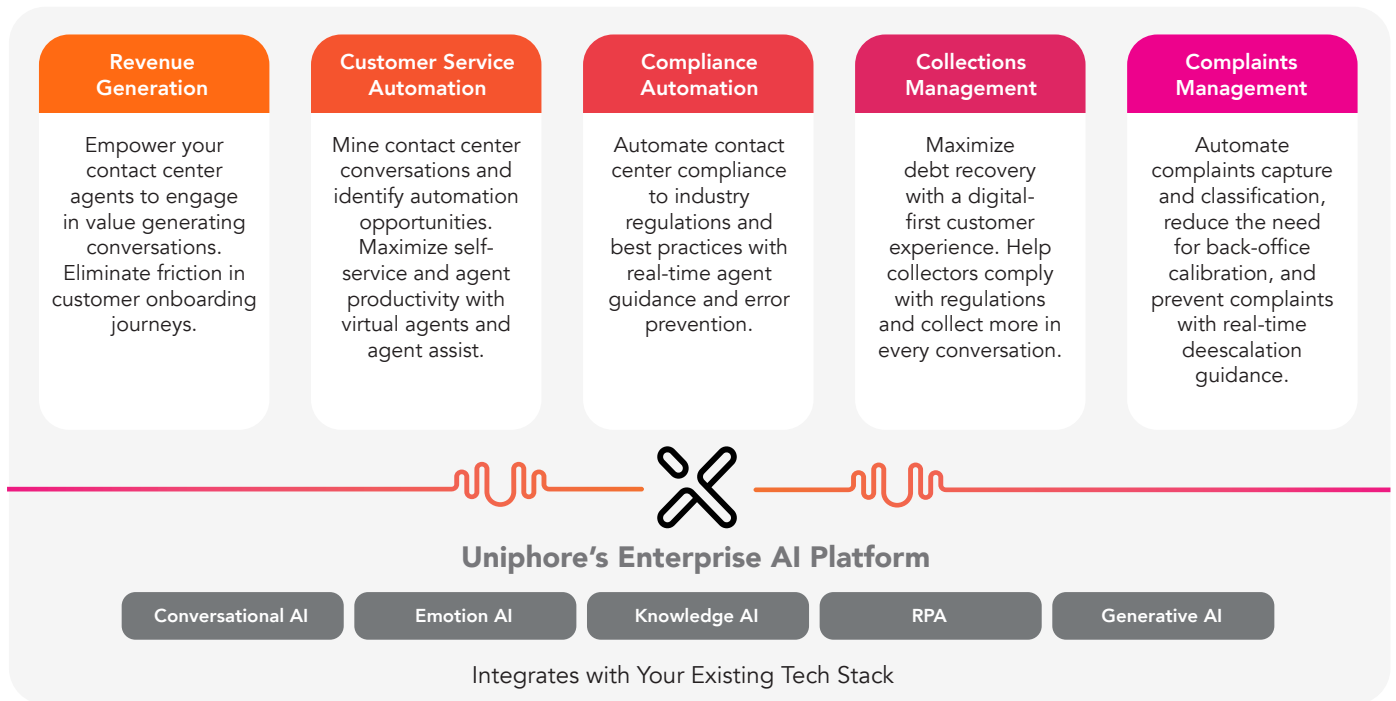 Revenue
Generation
Empower your
contact center
agents to engage
in value generating
conversations.
Eliminate friction in
customer onboarding
journeys.
Customer Service
Automation
Mine contact center
conversations and
identify automation
opportunities.
Maximize self-
service and agent
productivity with
virtual agents and
agent assist.
Compliance
Automation
Automate contact
center compliance
to industry
regulations and
best practices with
real-time agent
guidance and error
prevention.
Collections
Management
Maximize
debt recovery
with a digital-
first customer
experience. Help
collectors comply
with regulations
and collect more in
every conversation.
Complaints
Management
Automate
complaints capture
and classification,
reduce the need
for back-office
calibration, and
prevent complaints
with real-time
deescalation
guidance.
Uniphore’s Enterprise AI Platform
Conversational AI
Emotion AI
Knowledge AI
RPA
Generative AI
Integrates with Your Existing Tech Stack